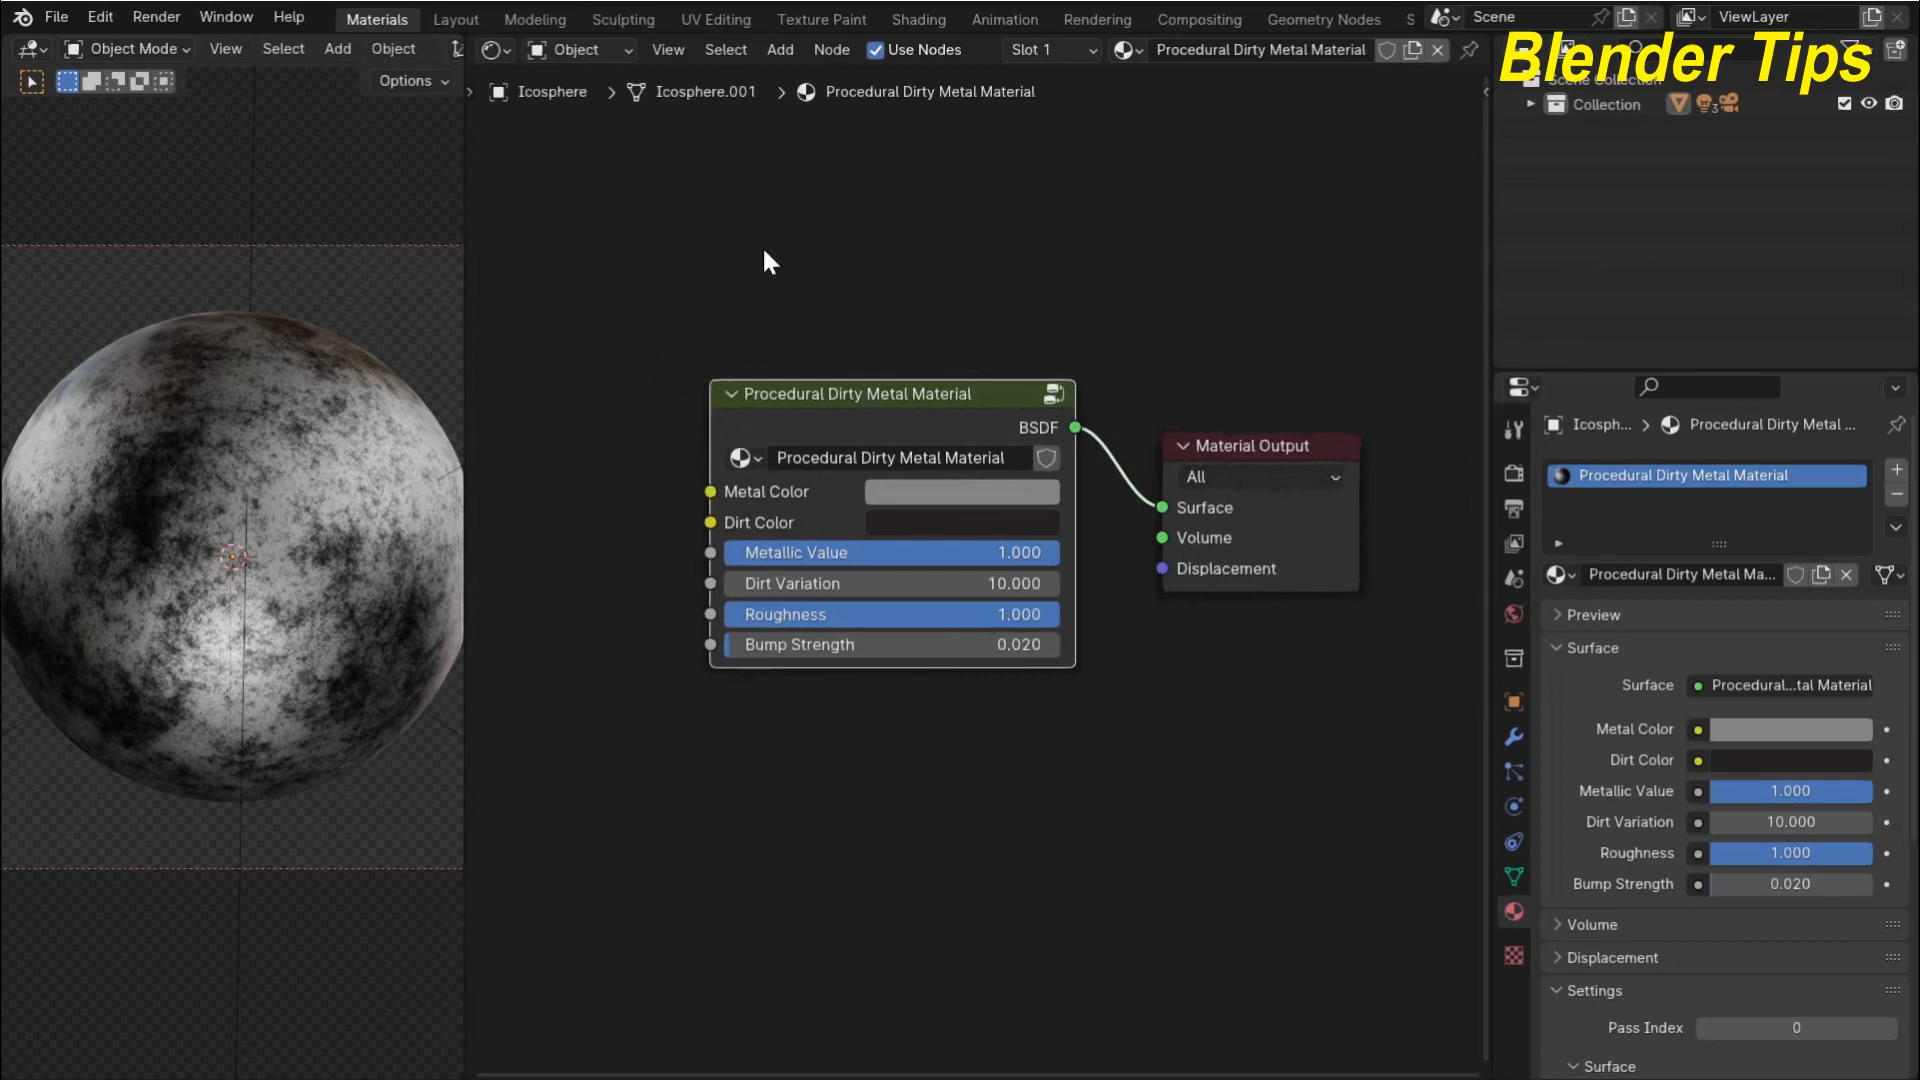 File Edit Render Window Help Materials Layout Modeling Sculpting UV Editing Texture Paint Shading Animation Rendering Compositing Geometry Nodes S Scene ViewLayer
Object Mode View Select Add Object Object View Select Add Node Use Nodes Slot 1 Procedural Dirty Metal Material
Blender Tips
Options
Icosphere Icosphere.001 Procedural Dirty Metal Material
Scene Collection
Collection 3
Procedural Dirty Metal Material
BSDF
Procedural Dirty Metal Material
Metal Color
Dirt Color
Metallic Value 1.000
Dirt Variation 10.000
Roughness 1.000
Bump Strength 0.020
Material Output
All
Surface
Volume
Displacement
Icosph... Procedural Dirty Metal ...
Procedural Dirty Metal Material
Procedural Dirty Metal Ma...
Preview
Surface
Surface Procedural...tal Material
Metal Color
Dirt Color
Metallic Value 1.000
Dirt Variation 10.000
Roughness 1.000
Bump Strength 0.020
Volume
Displacement
Settings
Pass Index 0
Surface